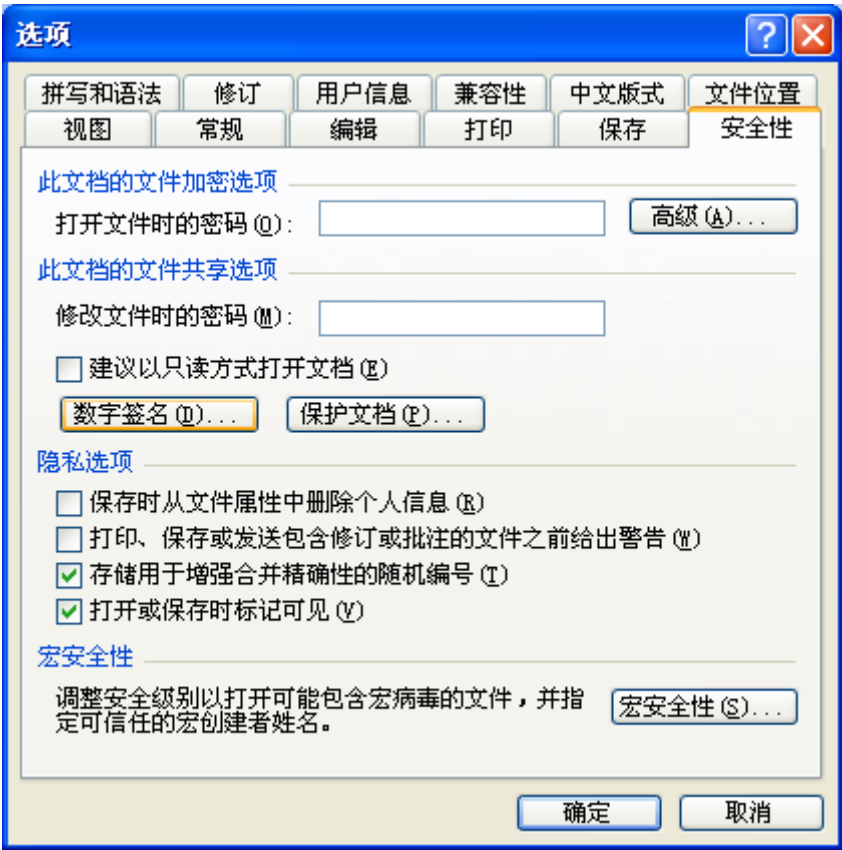 选项
拼写和语法 修订 用户信息 兼容性 中文版式 文件位置
视图 常规 编辑 打印 保存 安全性
此文档的文件加密选项
打开文件时的密码(O): 高级(A)...
此文档的文件共享选项
修改文件时的密码(M):
建议以只读方式打开文档(E)
数字签名(D)... 保护文档(P)...
隐私选项
保存时从文件属性中删除个人信息(R)
打印、保存或发送包含修订或批注的文件之前给出警告(W)
存储用于增强合并精确性的随机编号(T)
打开或保存时标记可见(V)
宏安全性
调整安全级别以打开可能包含宏病毒的文件，并指
定可信任的宏创建者姓名。 宏安全性(S)...
确定 取消